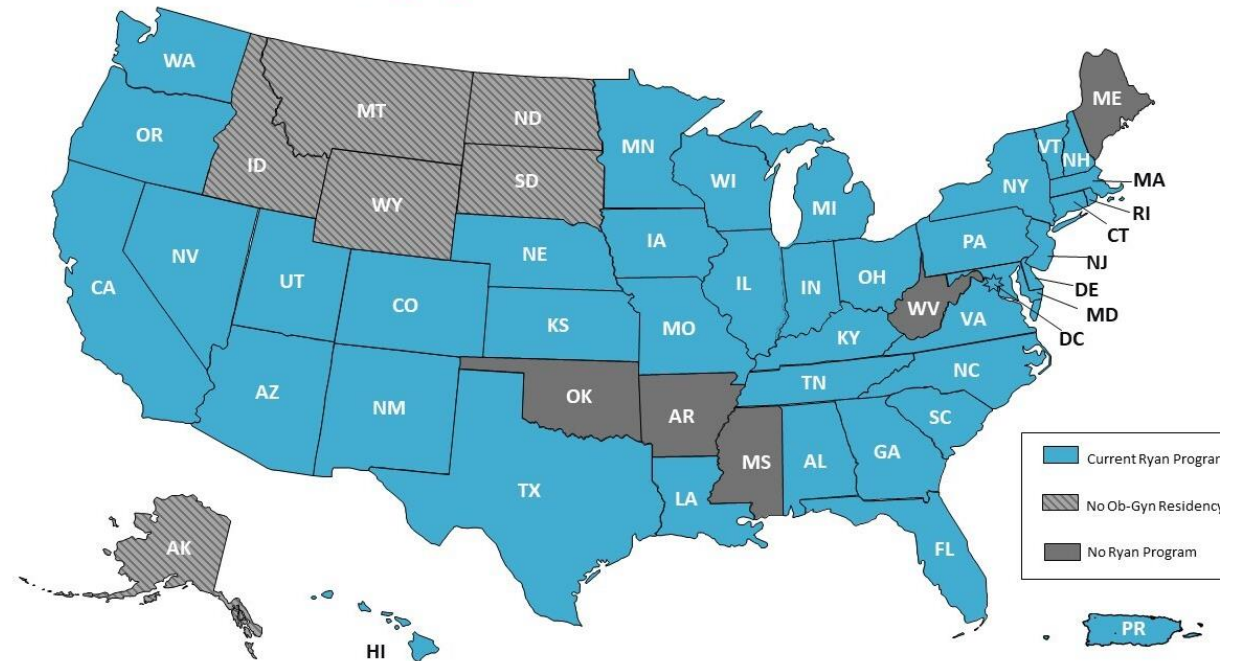 WA
MT
ND
ME
OR
MN
VT
NH
ID
SD
WI
NY
MA
WY
MI
RI
CT
IA
PA
NE
NJ
NV
OH
UT
IL
IN
DE
CA
CO
WV
MD
KS
MO
VA
DC
KY
NC
TN
AZ
OK
NM
AR
SC
GA
MS
AL
Current Ryan Program
TX
LA
No Ob-Gyn Residency
AK
FL
No Ryan Program
PR
HI